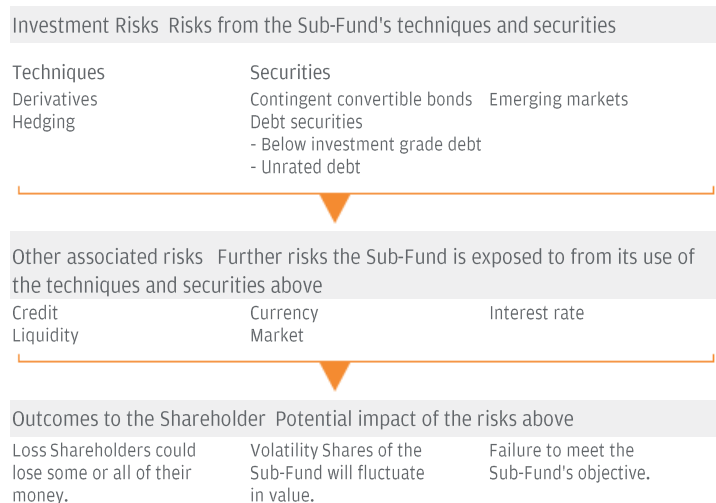 Investment Risks Risks from the Sub-Fund's techniques and securities
Techniques
Derivatives
Hedging
Securities
Contingent convertible bonds
Debt securities
- Below investment grade debt
- Unrated debt
Emerging markets
Other associated risks Further risks the Sub-Fund is exposed to from its use of
the techniques and securities above
Credit
Liquidity
Currency
Market
Interest rate
Outcomes to the Shareholder Potential impact of the risks above
Loss Shareholders could
lose some or all of their
money.
Volatility Shares of the
Sub-Fund will fluctuate
in value.
Failure to meet the
Sub-Fund's objective.